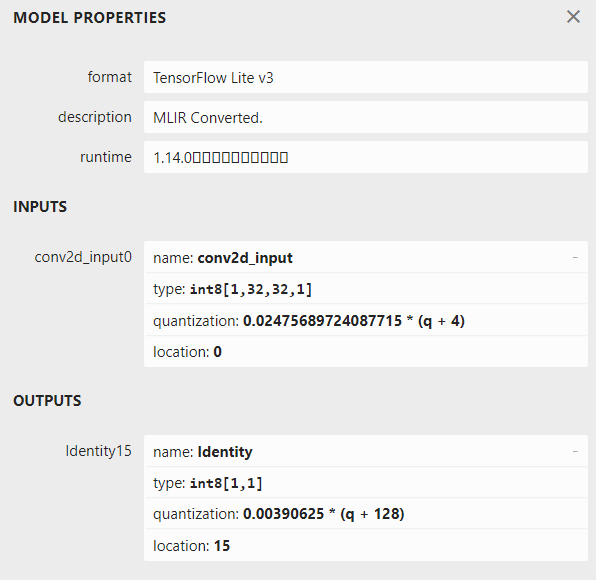 MODEL PROPERTIES
format TensorFlow Lite v3
description MLIR Converted.
runtime 1.14.0▯▯▯▯▯▯▯▯▯▯
INPUTS
conv2d_input0 name: conv2d_input -
type: int8[1,32,32,1]
quantization: 0.02475689724087715 * (q + 4)
location: 0
OUTPUTS
Identity15 name: Identity -
type: int8[1,1]
quantization: 0.00390625 * (q + 128)
location: 15